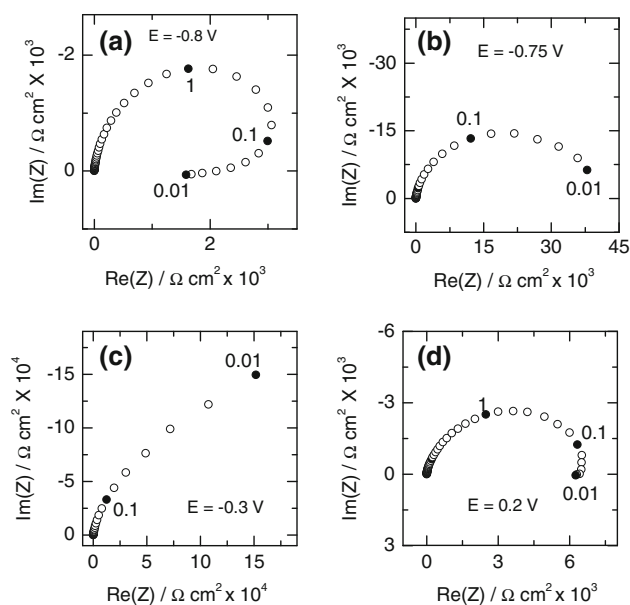 (a)
E = -0.8 V
-2
-1
0
1
0.1
0.01
0
2
Im(Z) / Ω cm² X 10³
Re(Z) / Ω cm² x 10³
(b)
E = -0.75 V
-30
-15
0
0.1
0.01
0
15
30
45
Im(Z) / Ω cm² X 10³
Re(Z) / Ω cm² x 10³
(c)
0.01
-15
-10
-5
0
0.1
E = -0.3 V
0
5
10
15
Im(Z) / Ω cm² X 10⁴
Re(Z) / Ω cm² x 10⁴
(d)
-6
-3
0
1
0.1
0.01
E = 0.2 V
0
3
6
Im(Z) / Ω cm² X 10³
Re(Z) / Ω cm² x 10³